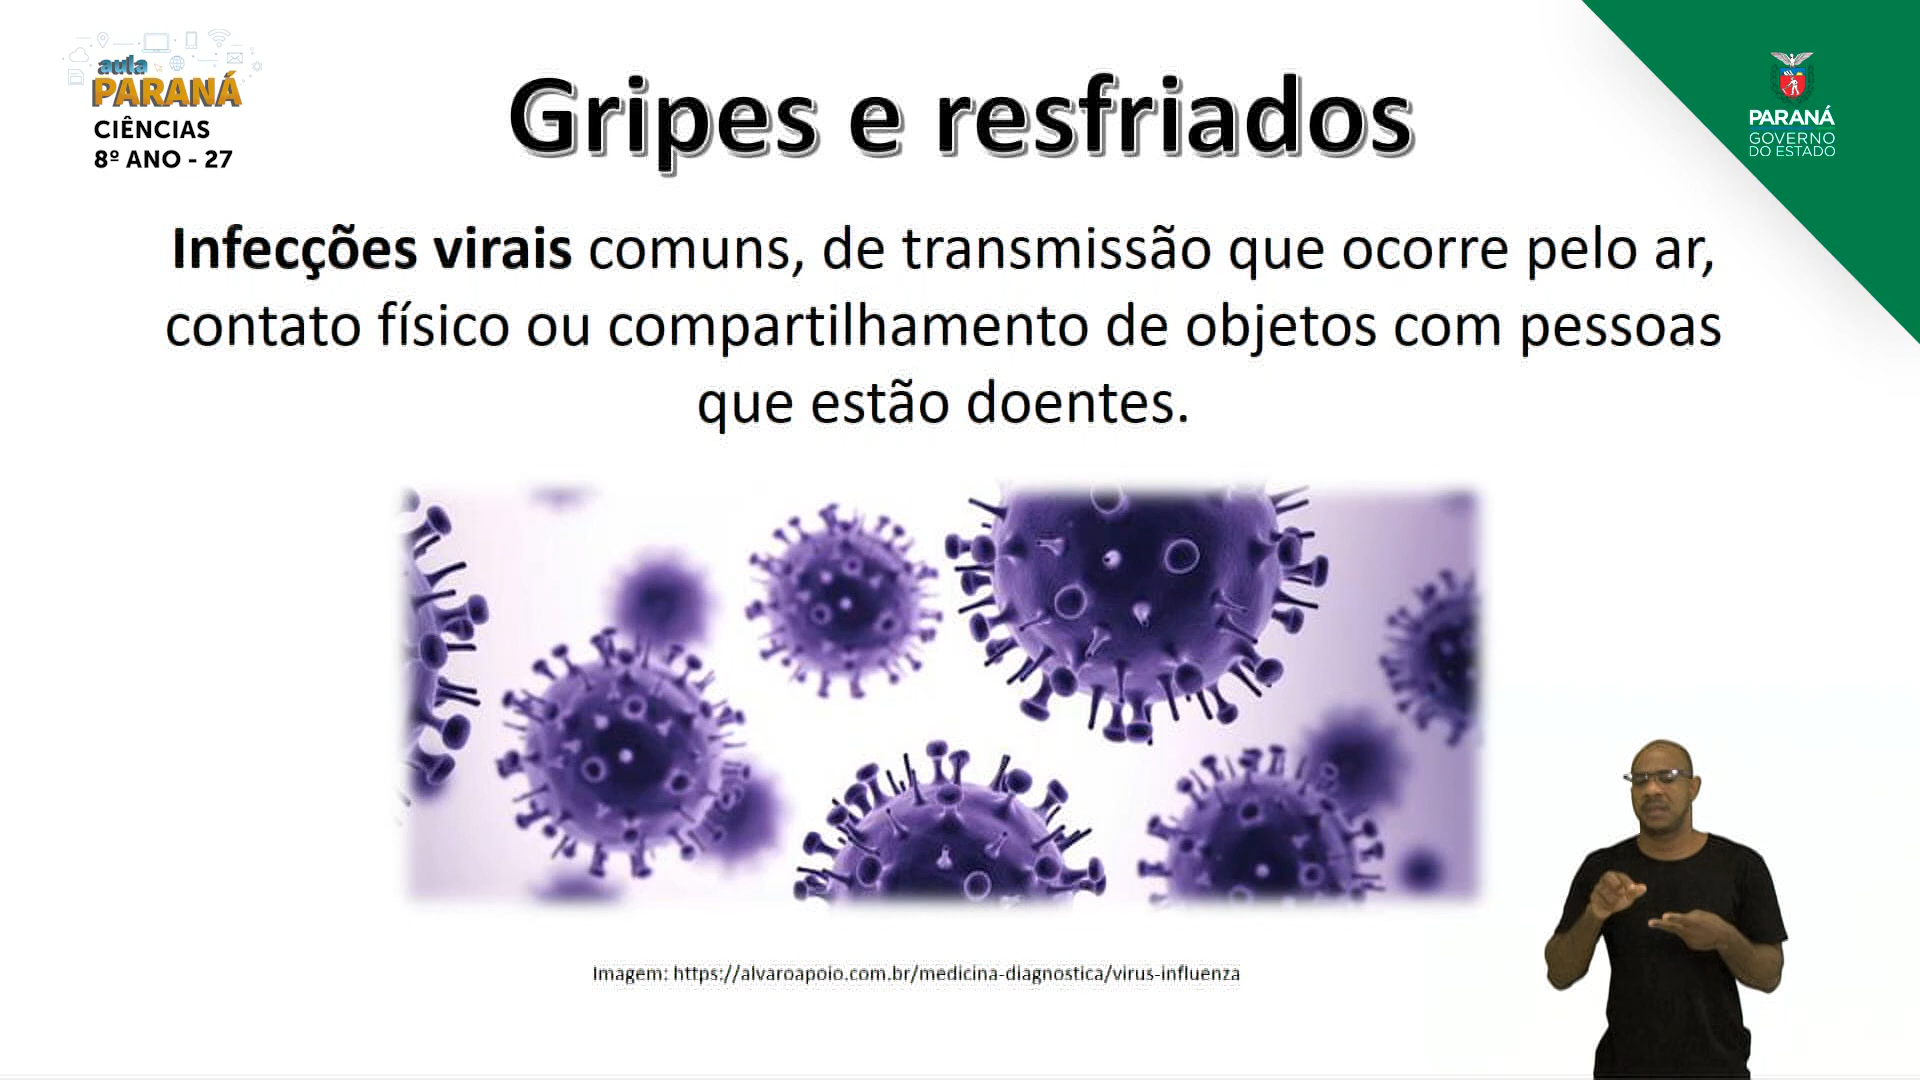 aula
PARANÁ
CIÊNCIAS
8º ANO - 27
Gripes e resfriados
PARANÁ
GOVERNO
DO ESTADO
Infecções virais comuns, de transmissão que ocorre pelo ar,
contato físico ou compartilhamento de objetos com pessoas
que estão doentes.
Imagem: https://alvaroapoio.com.br/medicina-diagnostica/virus-influenza